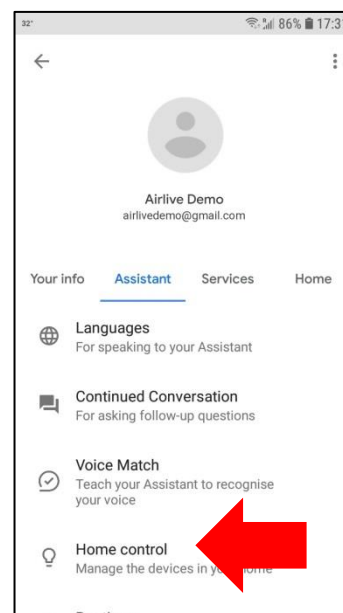 32° 86% 17:3
Airlive Demo
airlivedemo@gmail.com
Your info Assistant Services Home
Languages
For speaking to your Assistant
Continued Conversation
For asking follow-up questions
Voice Match
Teach your Assistant to recognise
your voice
Home control
Manage the devices in your home